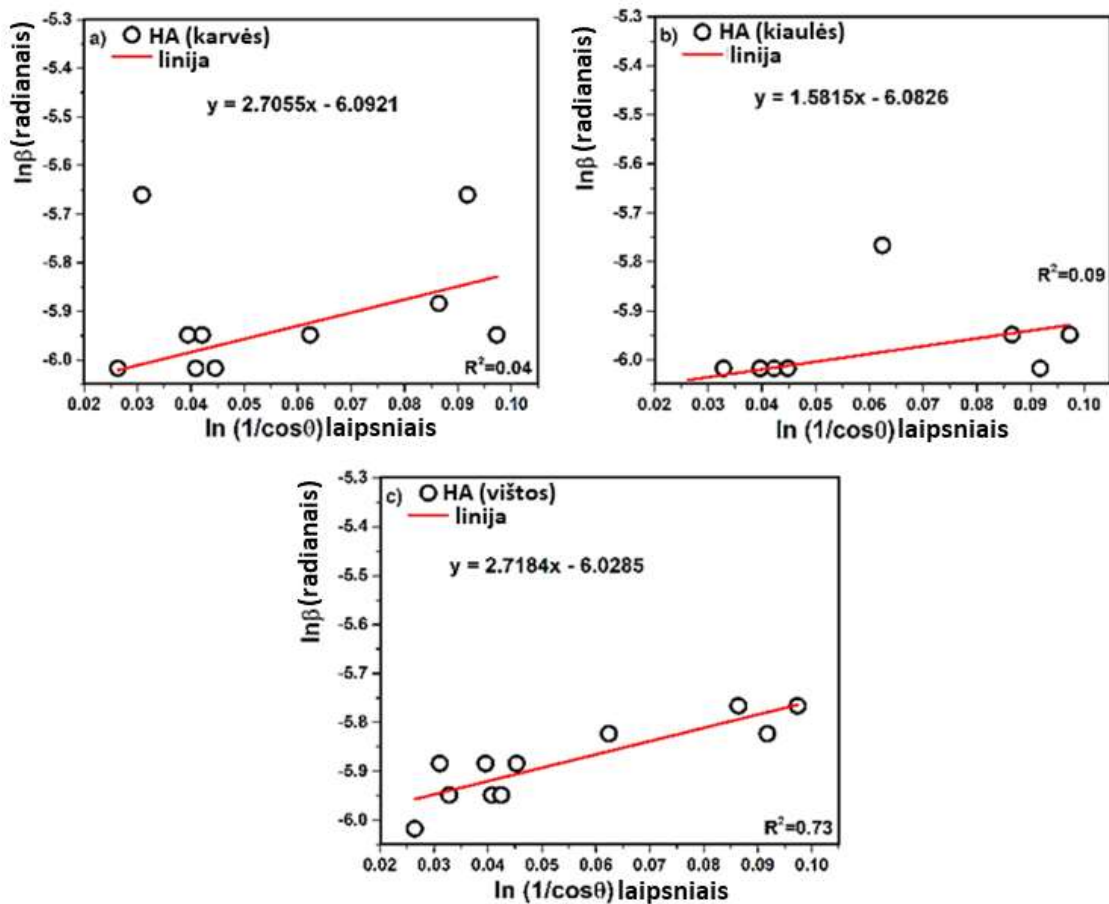 a) HA (karvės)
linija
y = 2.7055x - 6.0921
R²=0.04
lnβ (radianais)
-5.3
-5.4
-5.5
-5.6
-5.7
-5.8
-5.9
-6.0
0.02 0.03 0.04 0.05 0.06 0.07 0.08 0.09 0.10
ln (1/cosθ) laipsniais
b) HA (kiaulės)
linija
y = 1.5815x - 6.0826
R²=0.09
lnβ (radianais)
-5.3
-5.4
-5.5
-5.6
-5.7
-5.8
-5.9
-6.0
0.02 0.03 0.04 0.05 0.06 0.07 0.08 0.09 0.10
ln (1/cosθ) laipsniais
c) HA (vištos)
linija
y = 2.7184x - 6.0285
R²=0.73
lnβ (radianais)
-5.3
-5.4
-5.5
-5.6
-5.7
-5.8
-5.9
-6.0
0.02 0.03 0.04 0.05 0.06 0.07 0.08 0.09 0.10
ln (1/cosθ) laipsniais